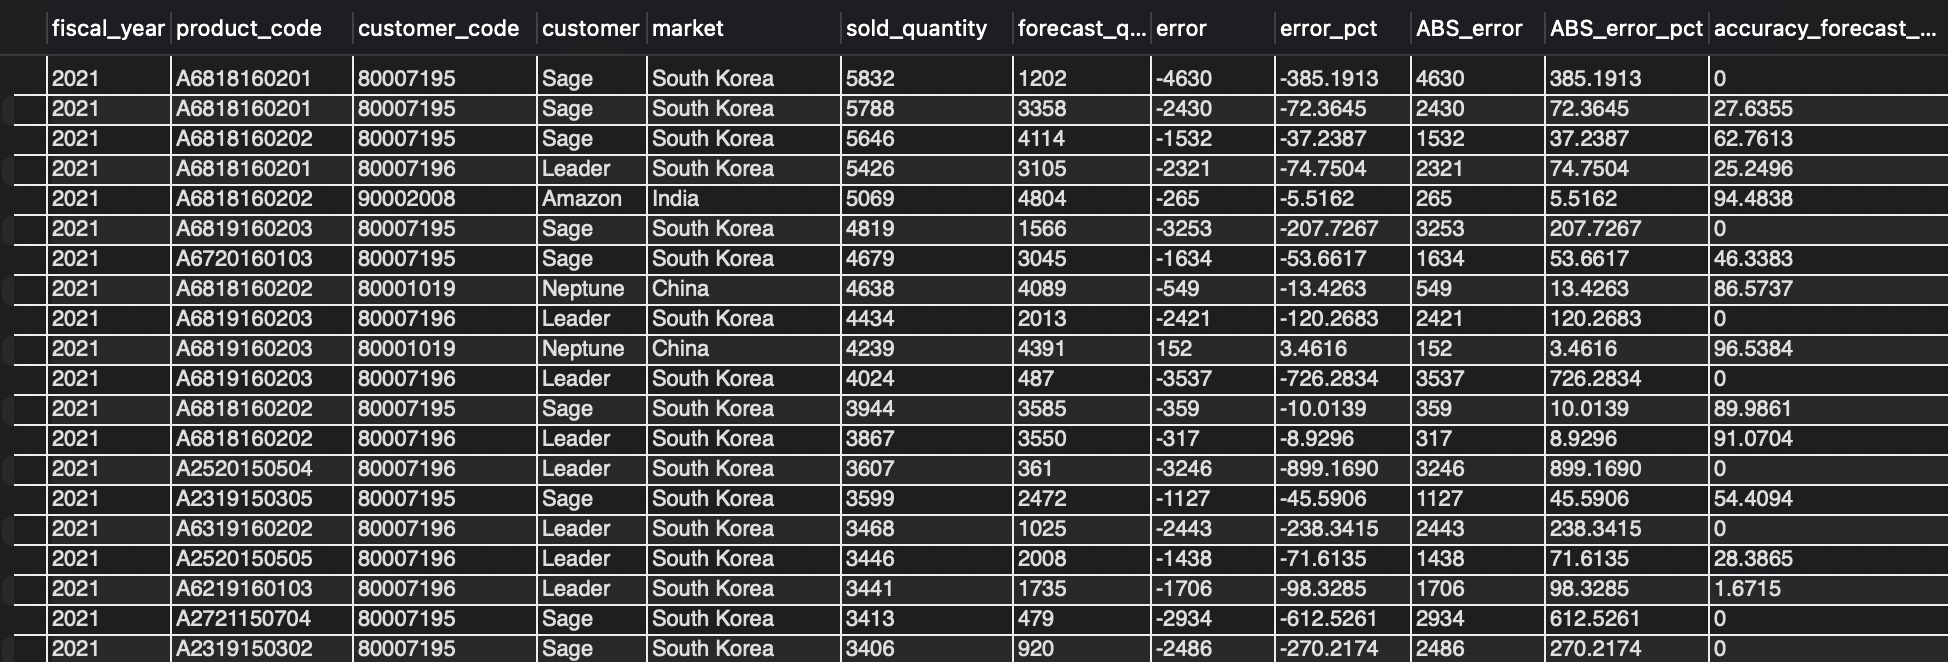 fiscal_year product_code customer_code customer market sold_quantity forecast_q... error error_pct ABS_error ABS_error_pct accuracy_forecast_...
2021 A6818160201 80007195 Sage South Korea 5832 1202 -4630 -385.1913 4630 385.1913 0
2021 A6818160201 80007195 Sage South Korea 5788 3358 -2430 -72.3645 2430 72.3645 27.6355
2021 A6818160202 80007195 Sage South Korea 5646 4114 -1532 -37.2387 1532 37.2387 62.7613
2021 A6818160201 80007196 Leader South Korea 5426 3105 -2321 -74.7504 2321 74.7504 25.2496
2021 A6818160202 90002008 Amazon India 5069 4804 -265 -5.5162 265 5.5162 94.4838
2021 A6819160203 80007195 Sage South Korea 4819 1566 -3253 -207.7267 3253 207.7267 0
2021 A6720160103 80007195 Sage South Korea 4679 3045 -1634 -53.6617 1634 53.6617 46.3383
2021 A6818160202 80001019 Neptune China 4638 4089 -549 -13.4263 549 13.4263 86.5737
2021 A6819160203 80007196 Leader South Korea 4434 2013 -2421 -120.2683 2421 120.2683 0
2021 A6819160203 80001019 Neptune China 4239 4391 152 3.4616 152 3.4616 96.5384
2021 A6819160203 80007196 Leader South Korea 4024 487 -3537 -726.2834 3537 726.2834 0
2021 A6818160202 80007195 Sage South Korea 3944 3585 -359 -10.0139 359 10.0139 89.9861
2021 A6818160202 80007196 Leader South Korea 3867 3550 -317 -8.9296 317 8.9296 91.0704
2021 A2520150504 80007196 Leader South Korea 3607 361 -3246 -899.1690 3246 899.1690 0
2021 A2319150305 80007195 Sage South Korea 3599 2472 -1127 -45.5906 1127 45.5906 54.4094
2021 A6319160202 80007196 Leader South Korea 3468 1025 -2443 -238.3415 2443 238.3415 0
2021 A2520150505 80007196 Leader South Korea 3446 2008 -1438 -71.6135 1438 71.6135 28.3865
2021 A6219160103 80007196 Leader South Korea 3441 1735 -1706 -98.3285 1706 98.3285 1.6715
2021 A2721150704 80007195 Sage South Korea 3413 479 -2934 -612.5261 2934 612.5261 0
2021 A2319150302 80007195 Sage South Korea 3406 920 -2486 -270.2174 2486 270.2174 0